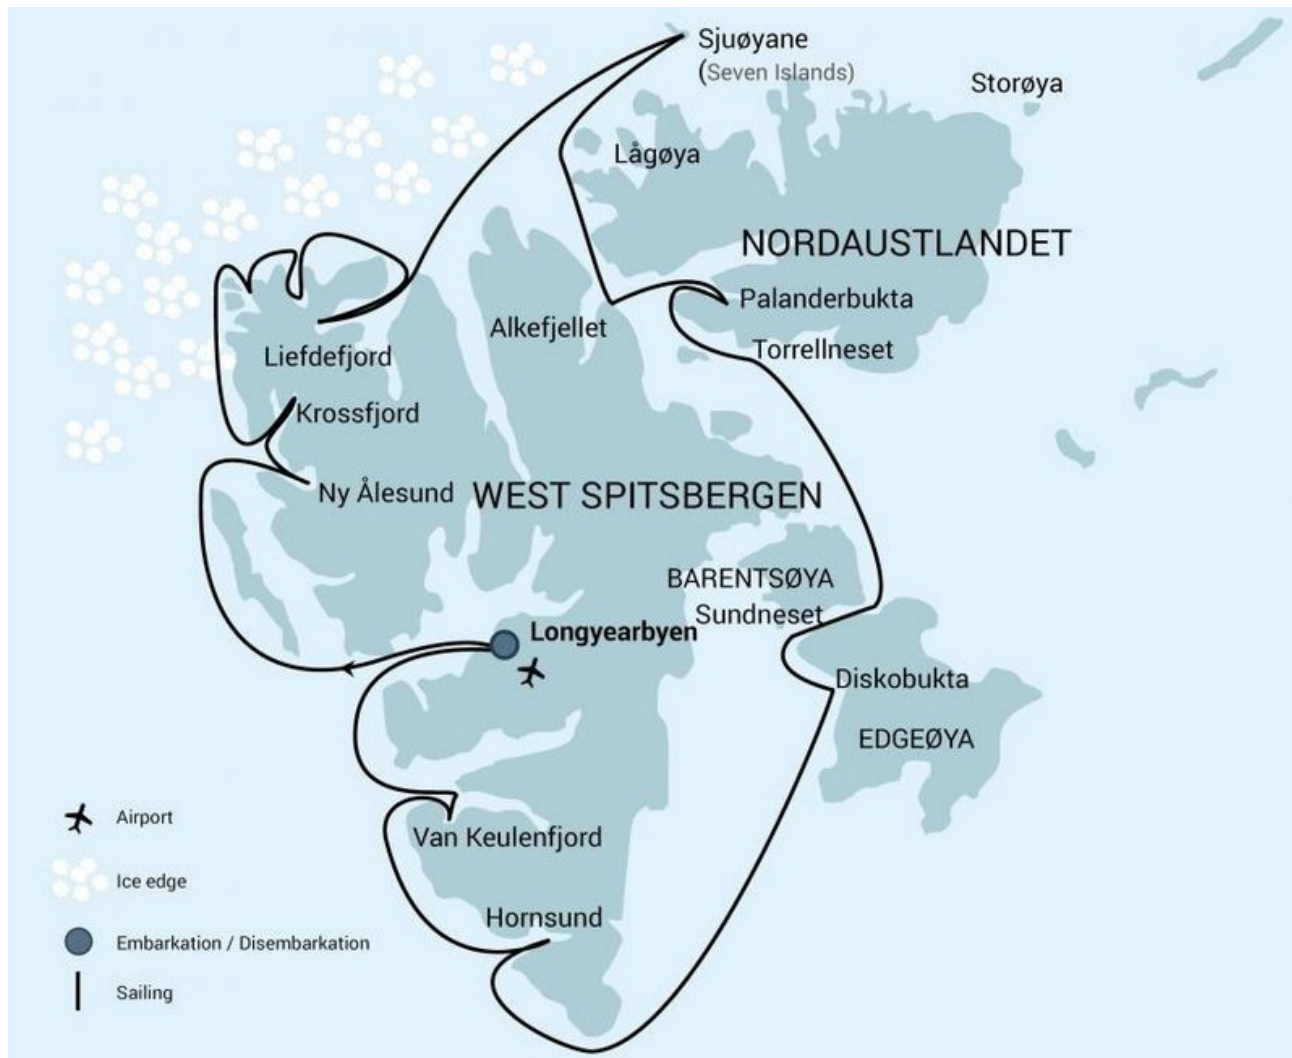 Sjuøyane
(Seven Islands)
Storøya
Lågøya
NORDAUSTLANDET
Palanderbukta
Alkefjellet
Torrellneset
Liefdefjord
Krossfjord
Ny Ålesund
WEST SPITSBERGEN
BARENTSØYA
Sundneset
Longyearbyen
Diskobukta
EDGEØYA
Airport
Van Keulenfjord
Ice edge
Hornsund
Embarkation / Disembarkation
Sailing